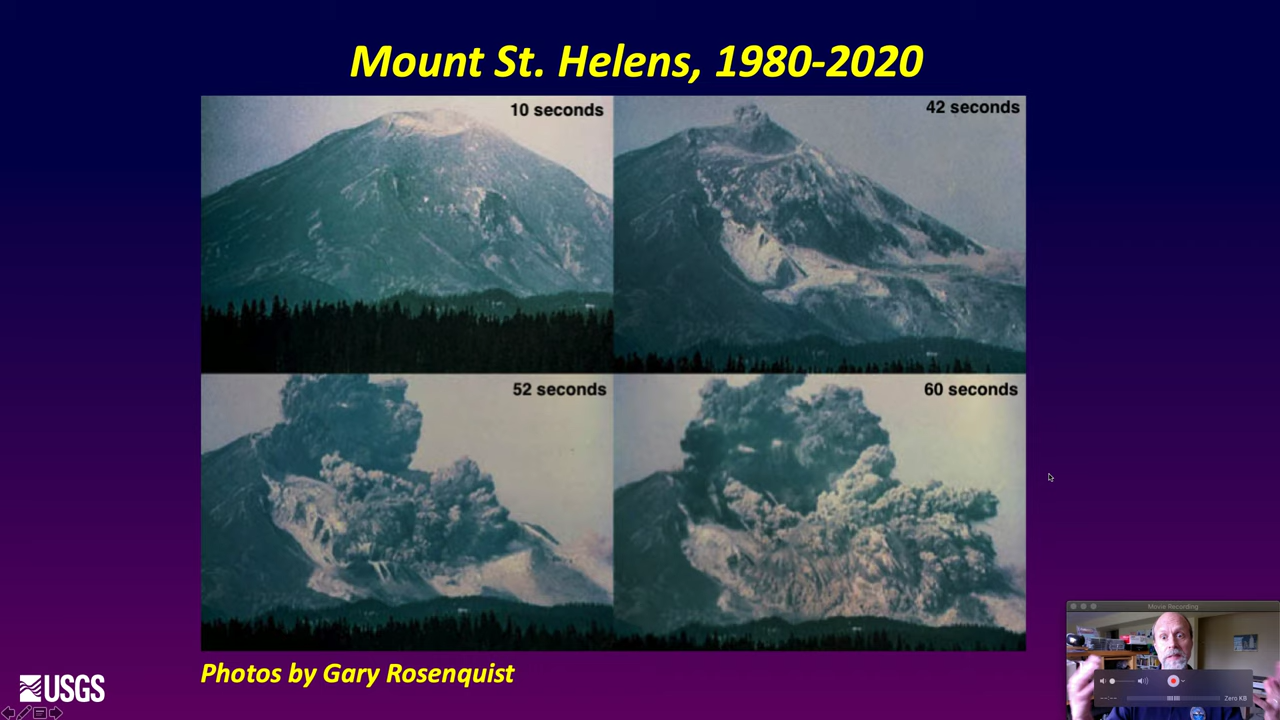 Mount St. Helens, 1980-2020
10 seconds
42 seconds
52 seconds
60 seconds
Photos by Gary Rosenquist
USGS
Movie Recording
--:--
Zero KB